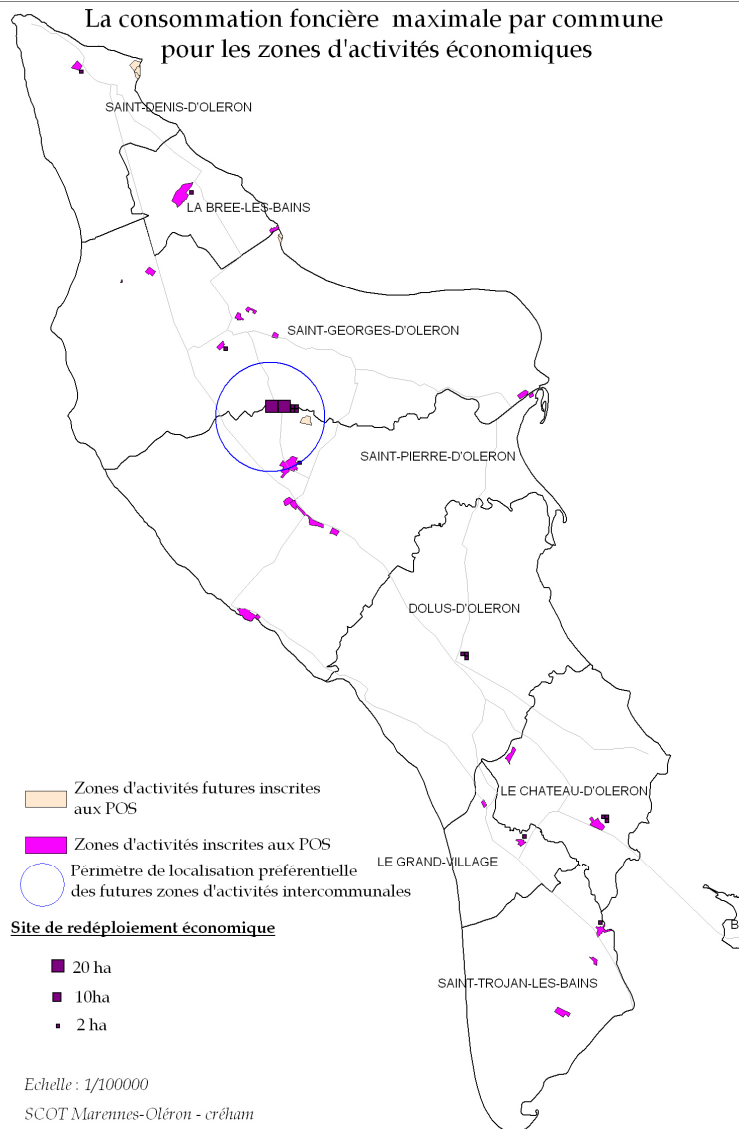 La consommation foncière  maximale par commune
pour les zones d'activités économiques
SAINT-DENIS-D'OLERON
LA BREE-LES-BAINS
SAINT-GEORGES-D'OLERON
SAINT-PIERRE-D'OLERON
DOLUS-D'OLERON
LE CHATEAU-D'OLERON
LE GRAND-VILLAGE
B
SAINT-TROJAN-LES-BAINS
Zones d'activités futures inscrites
aux POS
Zones d'activités inscrites aux POS
Périmètre de localisation préférentielle
des futures zones d'activités intercommunales
Site de redéploiement économique
20 ha
10ha
2 ha
Echelle : 1/100000
SCOT Marennes-Oléron - créham